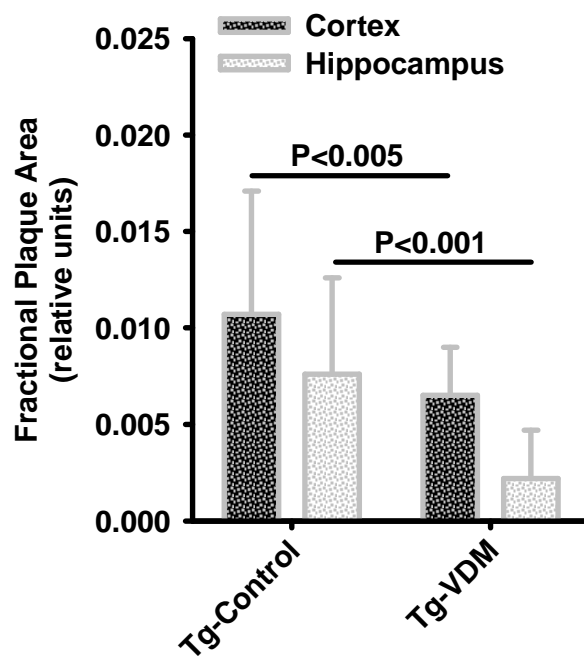 Cortex
Hippocampus
Fractional Plaque Area
(relative units)
0.025
0.020
0.015
0.010
0.005
0.000
P<0.005
P<0.001
Tg-Control
Tg-VDM